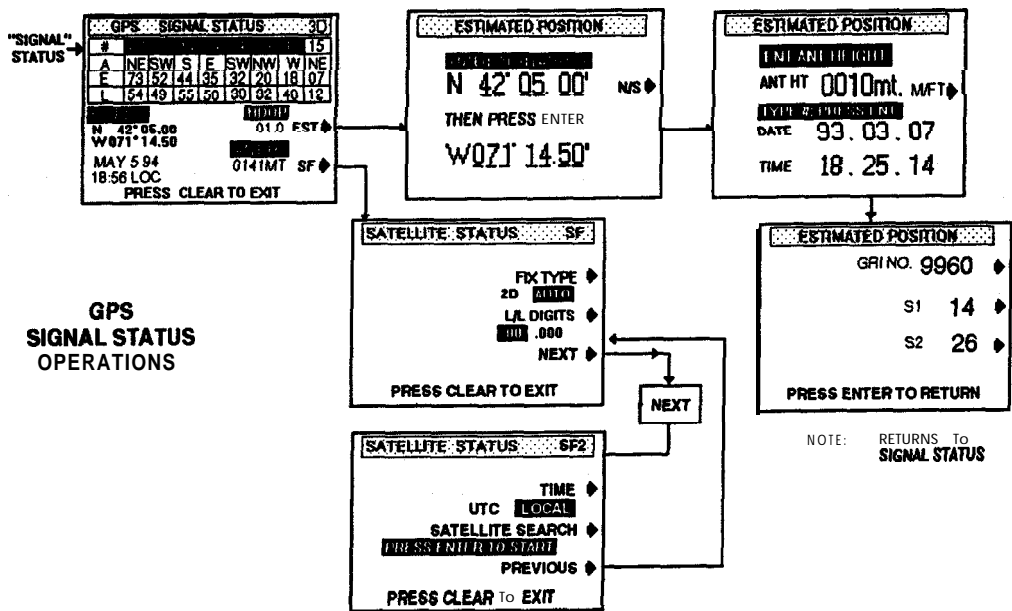 "SIGNAL" STATUS
GPS SIGNAL STATUS 3D
# 15
A NE SW S E SW NW W NE
E 73 52 44 35 32 20 18 07
L 54 49 55 50 30 32 40 12
N 42° 05.00
W071° 14.50
HDOP
01.0 EST
MAY 5 94
18:56 LOC
0141MT SF
PRESS CLEAR TO EXIT
ESTIMATED POSITION
N 42° 05. 00' N/S
THEN PRESS ENTER
W071° 14.50'
ESTIMATED POSITION
ENT ANT HEIGHT
ANT HT 0010mt. M/FT
TYPE & PRESS ENT
DATE 93.03.07
TIME 18.25.14
SATELLITE STATUS SF
FIX TYPE
2D AUTO
L/L DIGITS
.00 .000
NEXT
PRESS CLEAR TO EXIT
NEXT
ESTIMATED POSITION
GRI NO. 9960
S1 14
S2 26
PRESS ENTER TO RETURN
NOTE: RETURNS To
SIGNAL STATUS
GPS
SIGNAL STATUS
OPERATIONS
SATELLITE STATUS SF2
TIME
UTC LOCAL
SATELLITE SEARCH
PRESS ENTER TO START
PREVIOUS
PRESS CLEAR To EXIT